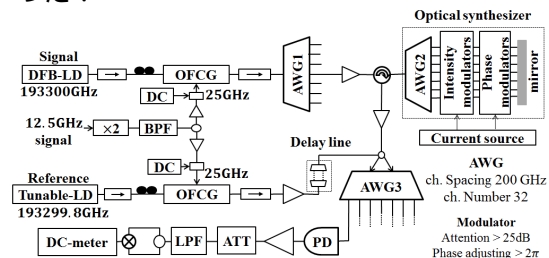 Optical synthesizer
Signal
DFB-LD
OFCG
AWG1
AWG2
Intensity modulators
Phase modulators
mirror
193300GHz
DC
25GHz
12.5GHz signal
×2
BPF
Current source
Delay line
DC
25GHz
AWG
ch. Spacing 200 GHz
ch. Number 32
Reference
Tunable-LD
OFCG
AWG3
193299.8GHz
Modulator
Attention > 25dB
Phase adjusting > 2π
DC-meter
LPF
ATT
PD